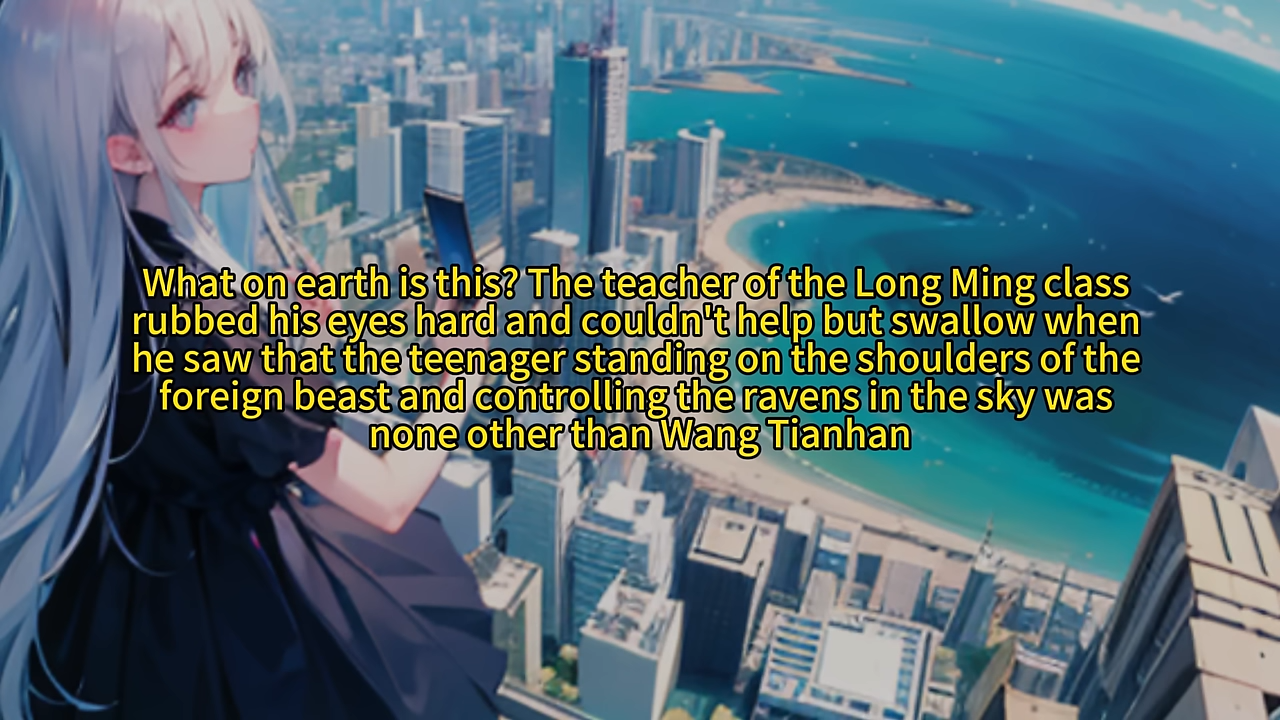 What on earth is this? The teacher of the Long Ming class
rubbed his eyes hard and couldn't help but swallow when
he saw that the teenager standing on the shoulders of the
foreign beast and controlling the ravens in the sky was
none other than Wang Tianhan